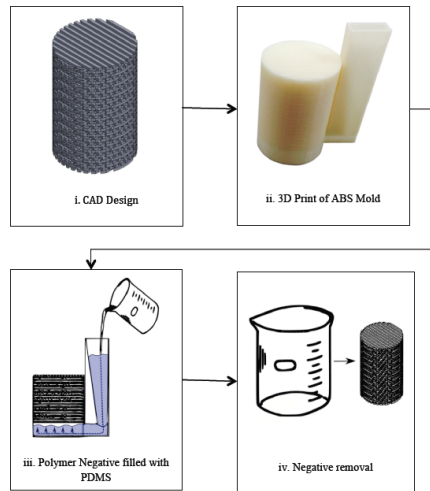 i. CAD Design
ii. 3D Print of ABS Mold
iii. Polymer Negative filled with
PDMS
iv. Negative removal